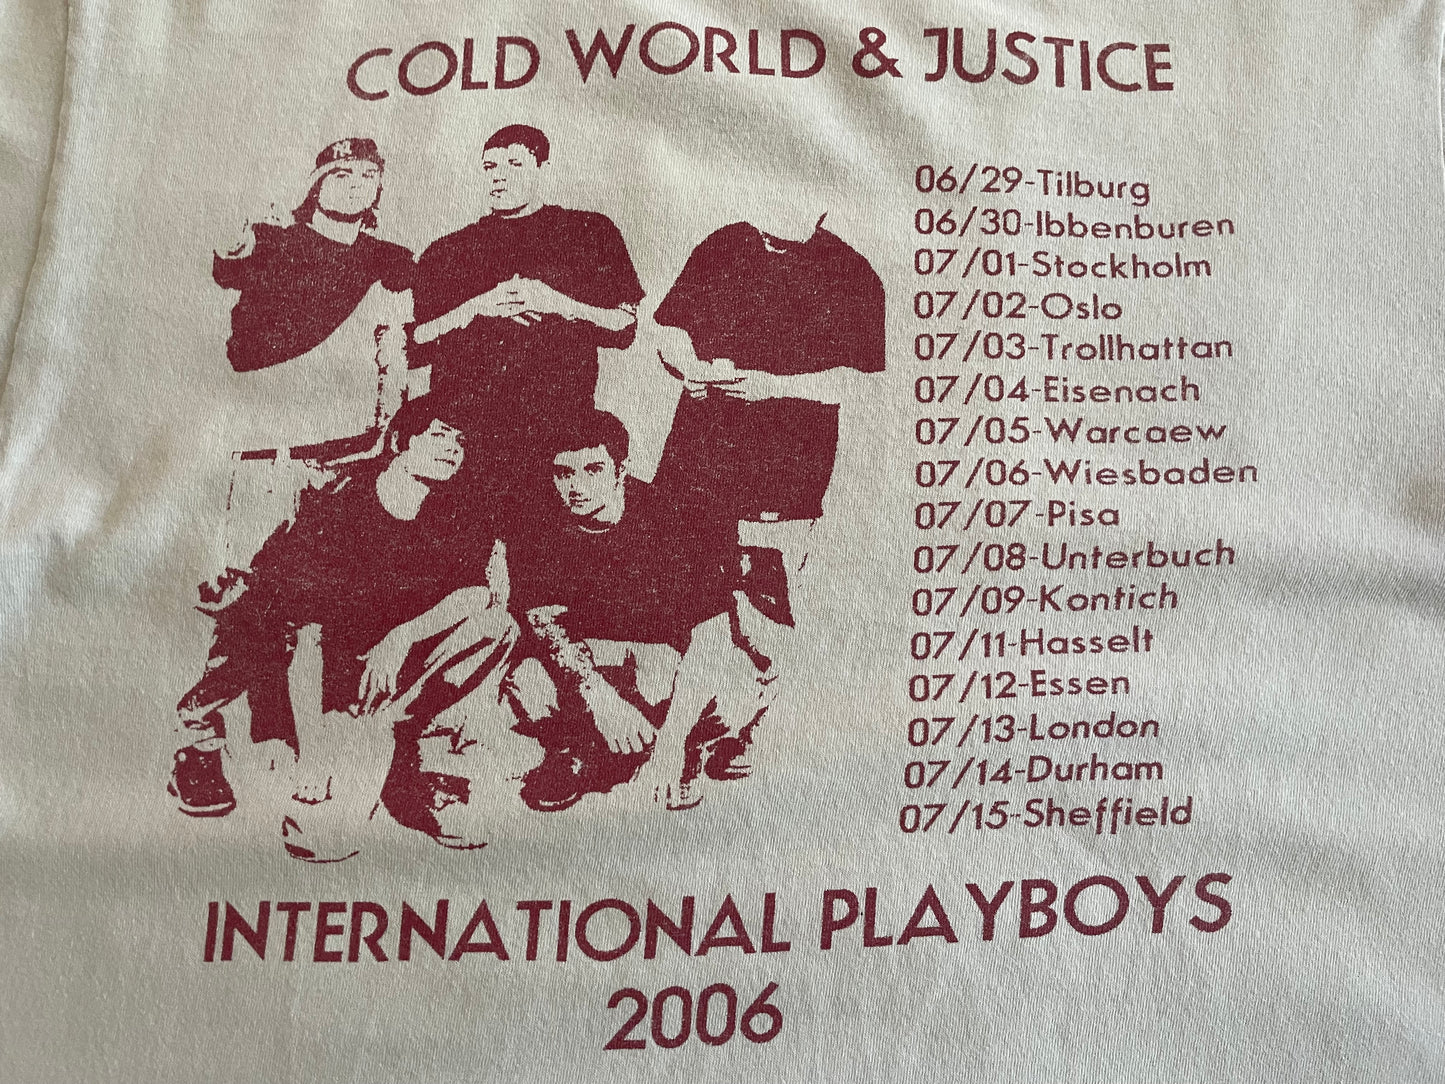 COLD WORLD & JUSTICE
NY
06/29-Tilburg
06/30-Ibbenburen
07/01-Stockholm
07/02-Oslo
07/03-Trollhattan
07/04-Eisenach
07/05-Warcaew
07/06-Wiesbaden
07/07-Pisa
07/08-Unterbuch
07/09-Kontich
07/11-Hasselt
07/12-Essen
07/13-London
07/14-Durham
07/15-Sheffield
INTERNATIONAL PLAYBOYS
2006